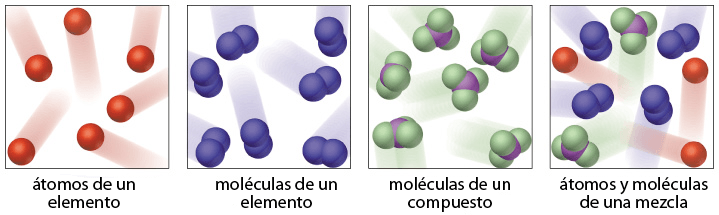 átomos de un
elemento
moléculas de un
elemento
moléculas de un
compuesto
átomos y moléculas
de una mezcla